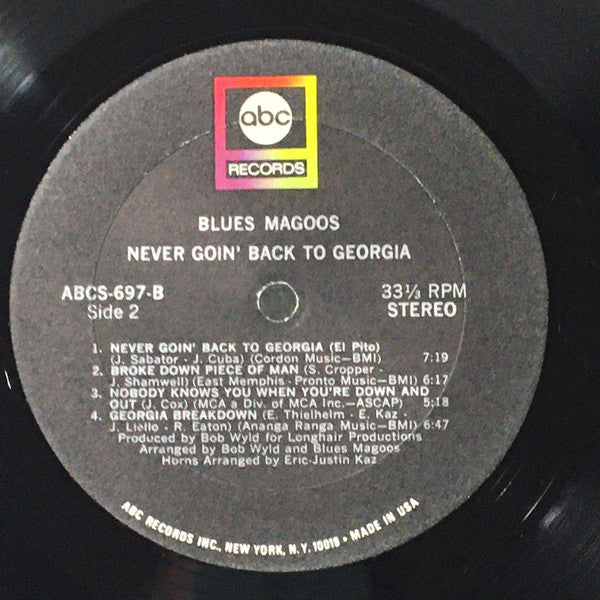 abc
RECORDS
BLUES MAGOOS
NEVER GOIN' BACK TO GEORGIA
ABCS-697-B
Side 2
33⅓ RPM
STEREO
1. NEVER GOIN' BACK TO GEORGIA (El Pito)
(J. Sabator - J. Cuba) (Cordon Music—BMI) 7:19
2. BROKE DOWN PIECE OF MAN (S. Cropper -
J. Shamwell) (East Memphis - Pronto Music—BMI) 6:17
3. NOBODY KNOWS YOU WHEN YOU'RE DOWN AND
OUT (J. Cox) (MCA a Div. of MCA Inc.—ASCAP) 5:18
4. GEORGIA BREAKDOWN (E. Thielhelm - E. Kaz -
J. Liello - R. Eaton) (Ananga Ranga Music—BMI) 6:47
Produced by Bob Wyld for Longhair Productions
Arranged by Bob Wyld and Blues Magoos
Horns Arranged by Eric Justin Kaz
ABC RECORDS INC., NEW YORK, N.Y. 10019 • MADE IN USA